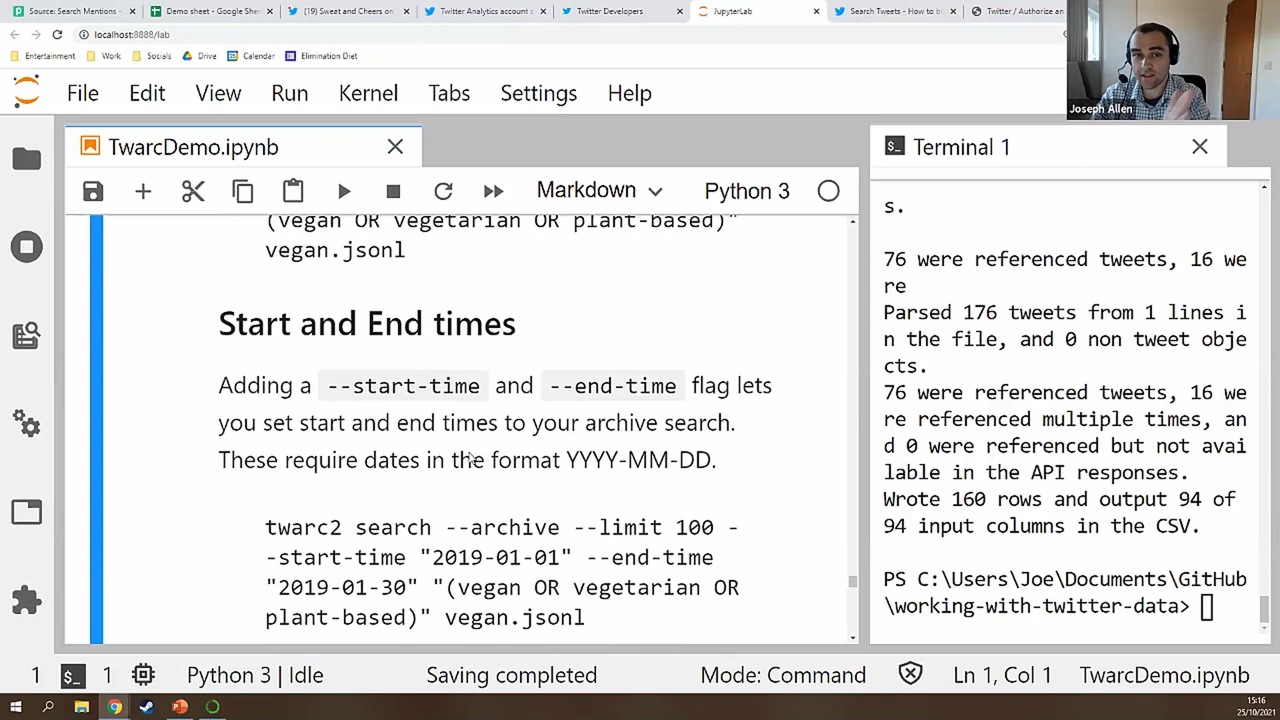 Source: Search Mentions -
Demo sheet - Google She
(19) Sweat and Cheers on
Twitter Analytics account o
Twitter Developers
JupyterLab
Search Tweets - How to b
Twitter / Authorize an
localhost:8888/lab
Entertainment
Work
Socials
Drive
Calendar
Elimination Diet
Joseph Allen
File Edit View Run Kernel Tabs Settings Help
TwarcDemo.ipynb
Markdown
Python 3
(vegan OR vegetarian OR plant-based)"
vegan.jsonl
Start and End times
Adding a --start-time and --end-time flag lets
you set start and end times to your archive search.
These require dates in the format YYYY-MM-DD.
twarc2 search --archive --limit 100 -
-start-time "2019-01-01" --end-time
"2019-01-30" "(vegan OR vegetarian OR
plant-based)" vegan.jsonl
Terminal 1
s.
76 were referenced tweets, 16 we
re
Parsed 176 tweets from 1 lines i
n the file, and 0 non tweet obje
cts.
76 were referenced tweets, 16 we
re referenced multiple times, an
d 0 were referenced but not avai
lable in the API responses.
Wrote 160 rows and output 94 of
94 input columns in the CSV.
PS C:\Users\Joe\Documents\GitHub
\working-with-twitter-data>
1
1
Python 3 | Idle
Saving completed
Mode: Command
Ln 1, Col 1
TwarcDemo.ipynb
15:16
25/10/2021